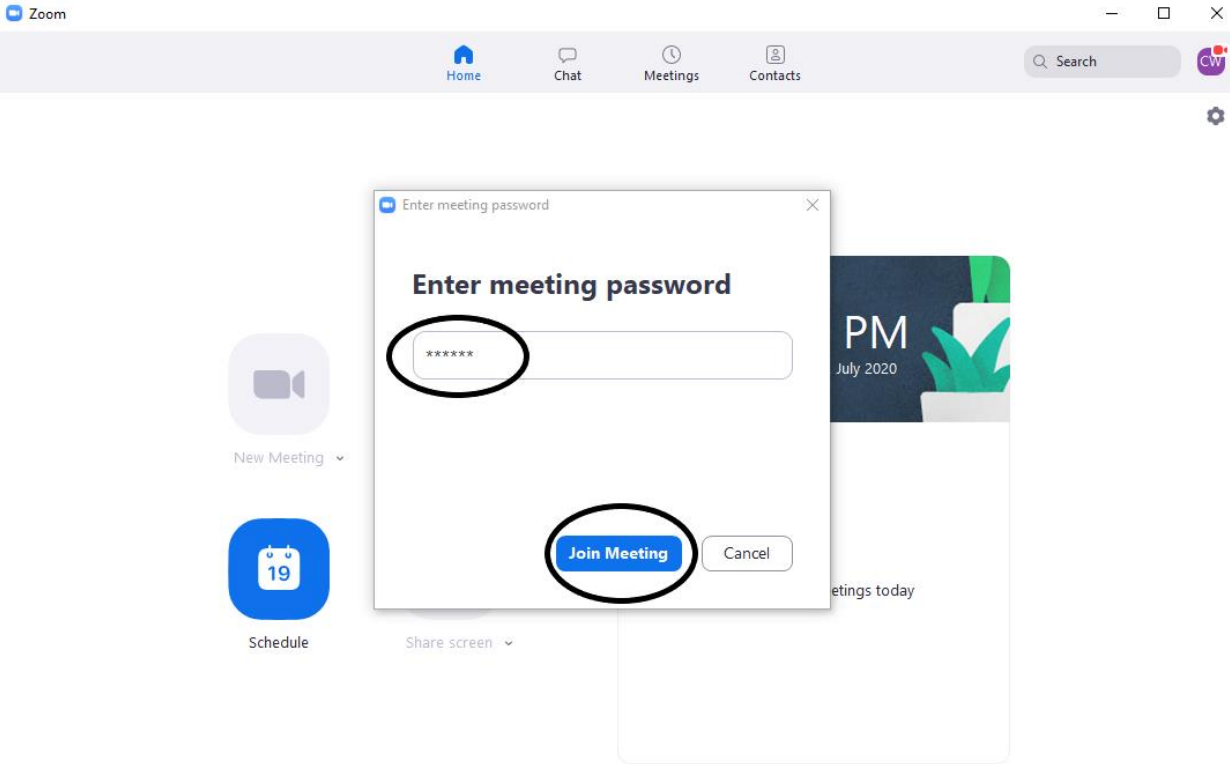 Zoom
Home
Chat
Meetings
Contacts
Search
CW
Enter meeting password
Enter meeting password
******
PM
July 2020
New Meeting
Join Meeting
Cancel
19
etings today
Schedule
Share screen